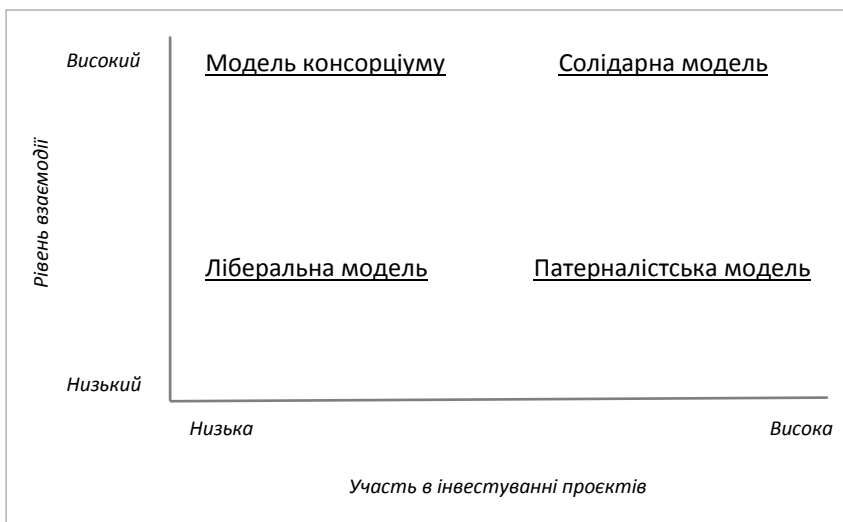 Високий
Модель консорціуму
Солідарна модель
Рівень взаємодії
Ліберальна модель
Патерналістська модель
Низький
Низька
Висока
Участь в інвестуванні проєктів